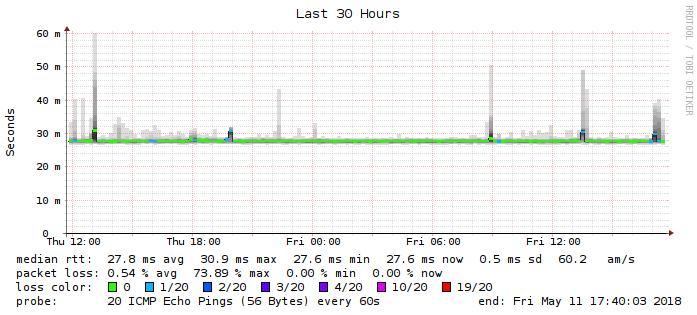 Last 30 Hours
RRDTOOL / TOBI OETIKER
Seconds
60 m
50 m
40 m
30 m
20 m
10 m
0
Thu 12:00 Thu 18:00 Fri 00:00 Fri 06:00 Fri 12:00
median rtt: 27.8 ms avg 30.9 ms max 27.6 ms min 27.6 ms now 0.5 ms sd 60.2 am/s
packet loss: 0.54 % avg 73.89 % max 0.00 % min 0.00 % now
loss color: 0 1/20 2/20 3/20 4/20 10/20 19/20
probe: 20 ICMP Echo Pings (56 Bytes) every 60s end: Fri May 11 17:40:03 2018